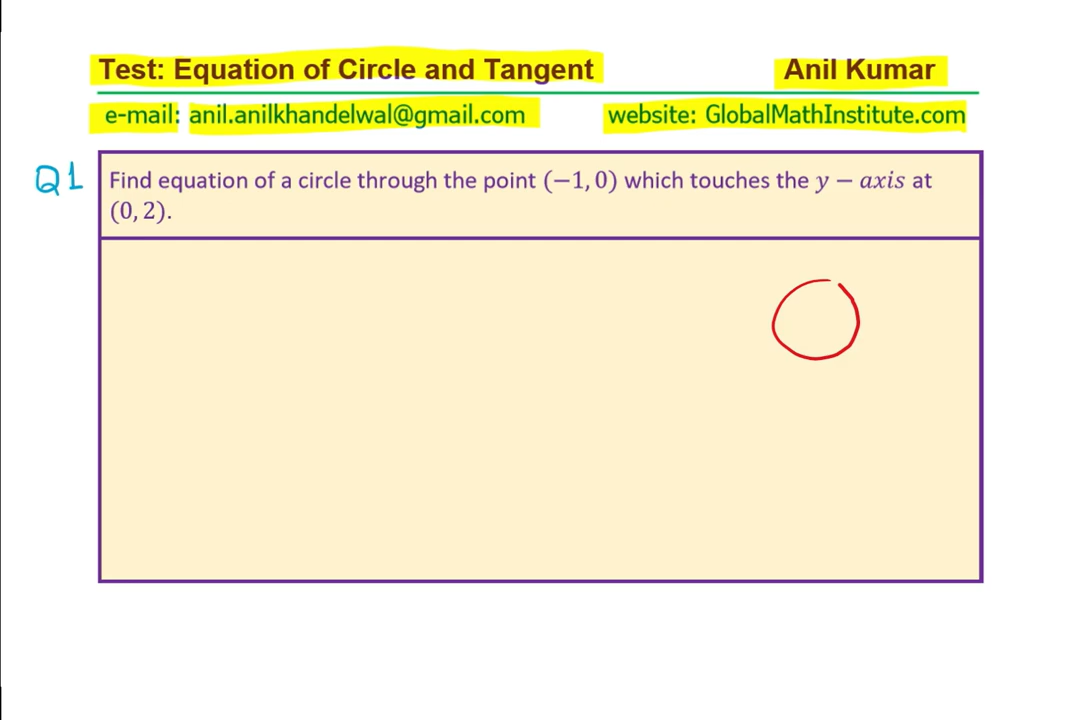 Test: Equation of Circle and Tangent Anil Kumar
e-mail: anil.anilkhandelwal@gmail.com website: GlobalMathInstitute.com
Q1 Find equation of a circle through the point (−1, 0) which touches the y − axis at
(0, 2).